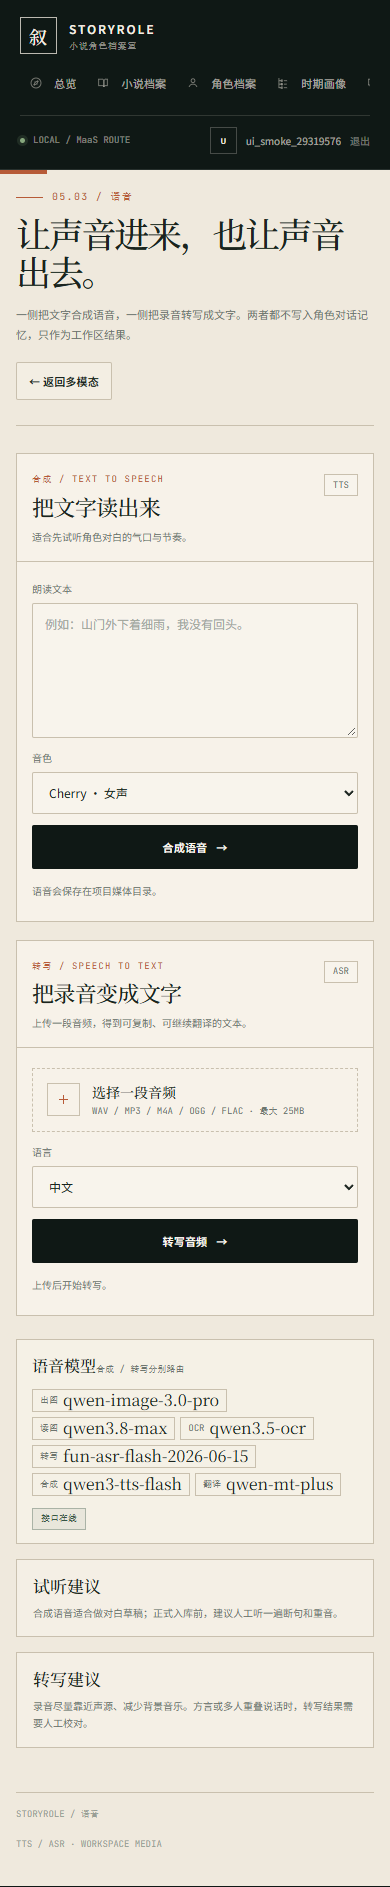 叙
STORYROLE
小说角色档案室
总览 小说档案 角色档案 时期画像
LOCAL / MaaS ROUTE
U ui_smoke_29319576 退出
05.03 / 语音
让声音进来，也让声音
出去。
一侧把文字合成语音，一侧把录音转写成文字。两者都不写入角色对话记
忆，只作为工作区结果。
← 返回多模态
合成 / TEXT TO SPEECH
TTS
把文字读出来
适合先试听角色对白的气口与节奏。
朗读文本
例如：山门外下着细雨，我没有回头。
音色
Cherry · 女声
合成语音 →
语音会保存在项目媒体目录。
转写 / SPEECH TO TEXT
ASR
把录音变成文字
上传一段音频，得到可复制、可继续翻译的文本。
+ 选择一段音频
WAV / MP3 / M4A / OGG / FLAC · 最大 25MB
语言
中文
转写音频 →
上传后开始转写。
语音模型 合成 / 转写分别路由
出图 qwen-image-3.0-pro
读图 qwen3.8-max OCR qwen3.5-ocr
转写 fun-asr-flash-2026-06-15
合成 qwen3-tts-flash 翻译 qwen-mt-plus
接口在线
试听建议
合成语音适合做对白草稿；正式入库前，建议人工听一遍断句和重音。
转写建议
录音尽量靠近声源、减少背景音乐。方言或多人重叠说话时，转写结果需
要人工校对。
STORYROLE / 语音
TTS / ASR · WORKSPACE MEDIA